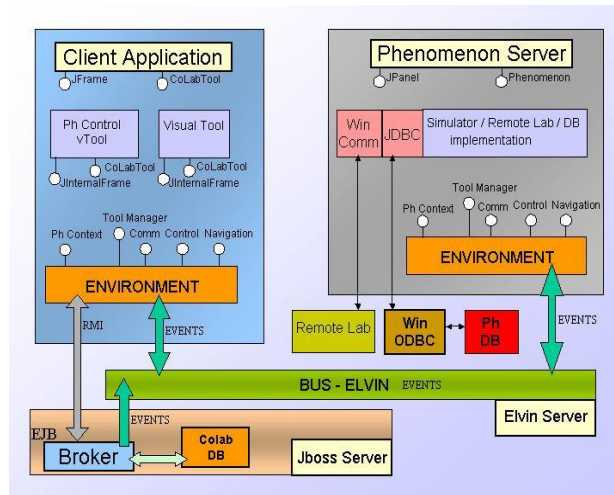 Client Application
JFrame
CoLabTool
Ph Control
vTool
Visual Tool
CoLabTool
JInternalFrame
CoLabTool
JInternalFrame
Tool Manager
Ph Context
Comm
Control
Navigation
ENVIRONMENT
RMI
EVENTS
Phenomenon Server
JPanel
Phenomenon
Win
Comm
JDBC
Simulator / Remote Lab / DB
implementation
Tool Manager
Ph Context
Comm
Control
Navigation
ENVIRONMENT
Remote Lab
Win
ODBC
Ph
DB
EVENTS
BUS - ELVIN EVENTS
Elvin Server
EVENTS
EJB
Broker
Colab
DB
Jboss Server